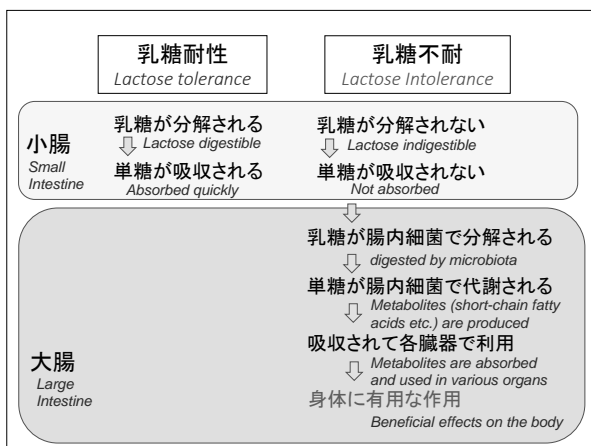 乳糖耐性
Lactose tolerance
乳糖不耐
Lactose Intolerance
小腸
Small
Intestine
乳糖が分解される
Lactose digestible
単糖が吸収される
Absorbed quickly
乳糖が分解されない
Lactose indigestible
単糖が吸収されない
Not absorbed
大腸
Large
Intestine
乳糖が腸内細菌で分解される
digested by microbiota
単糖が腸内細菌で代謝される
Metabolites (short-chain fatty
acids etc.) are produced
吸収されて各臓器で利用
Metabolites are absorbed
and used in various organs
身体に有用な作用
Beneficial effects on the body